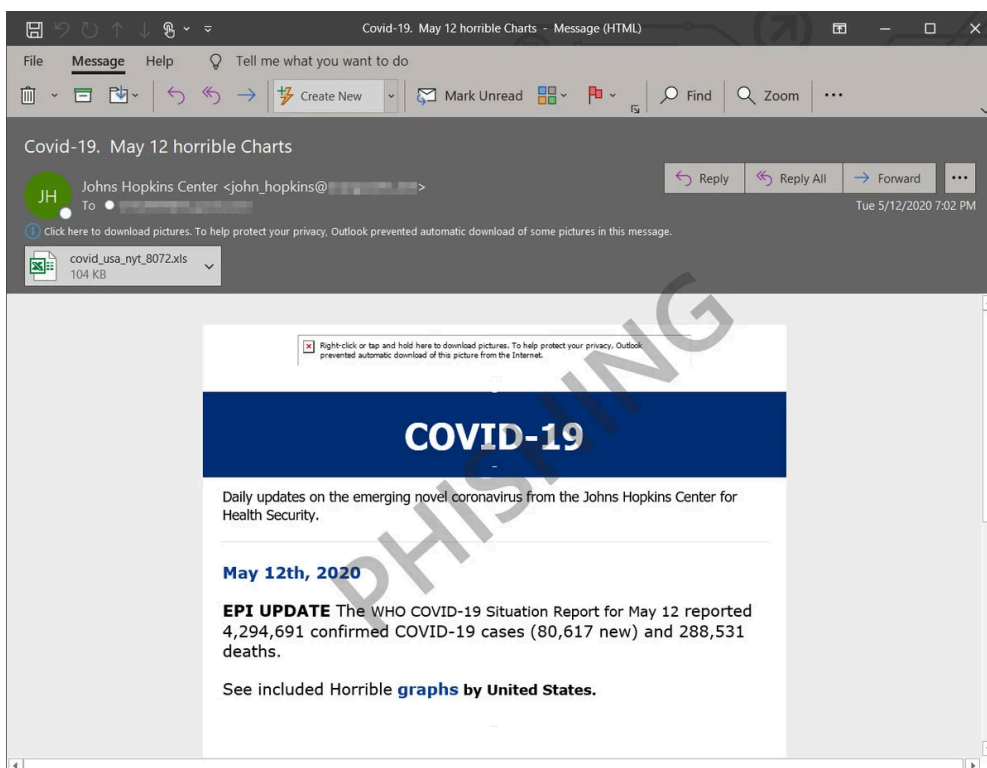 Covid-19.  May 12 horrible Charts  -  Message (HTML)
File Message Help Tell me what you want to do
Create New Mark Unread Find Zoom
Covid-19.  May 12 horrible Charts
JH
Johns Hopkins Center <john_hopkins@
>
Reply Reply All Forward
To
Tue 5/12/2020 7:02 PM
Click here to download pictures. To help protect your privacy, Outlook prevented automatic download of some pictures in this message.
covid_usa_nyt_8072.xls
104 KB
Right-click or tap and hold here to download pictures. To help protect your privacy, Outlook
prevented automatic download of this picture from the Internet.
COVID-19
Daily updates on the emerging novel coronavirus from the Johns Hopkins Center for
Health Security.
May 12th, 2020
EPI UPDATE The WHO COVID-19 Situation Report for May 12 reported
4,294,691 confirmed COVID-19 cases (80,617 new) and 288,531
deaths.
See included Horrible graphs by United States.
PHISHING